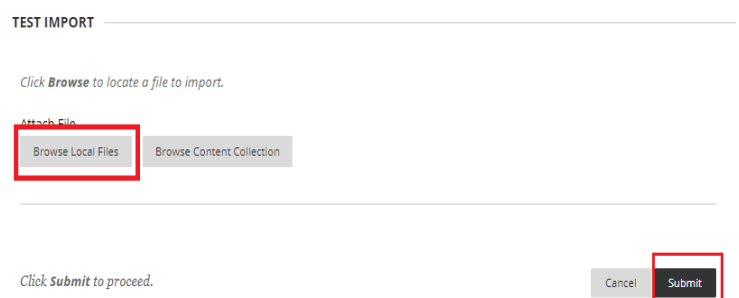 TEST IMPORT
Click Browse to locate a file to import.
Attach File
Browse Local Files Browse Content Collection
Click Submit to proceed. Cancel Submit